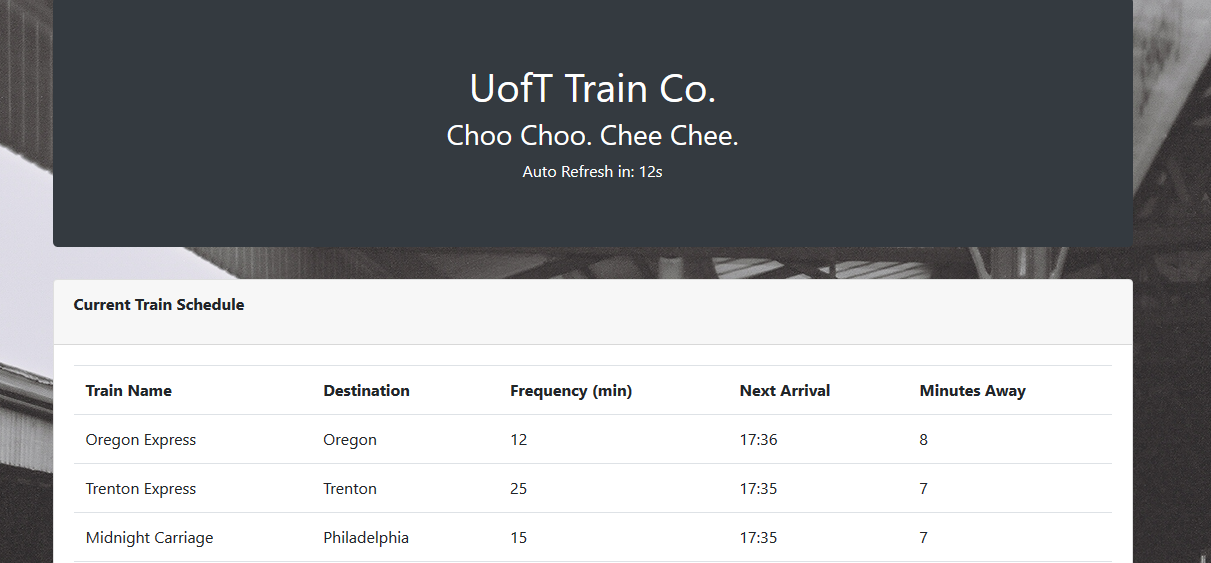 UofT Train Co.
Choo Choo. Chee Chee.
Auto Refresh in: 12s
Current Train Schedule
Train Name Destination Frequency (min) Next Arrival Minutes Away
Oregon Express Oregon 12 17:36 8
Trenton Express Trenton 25 17:35 7
Midnight Carriage Philadelphia 15 17:35 7